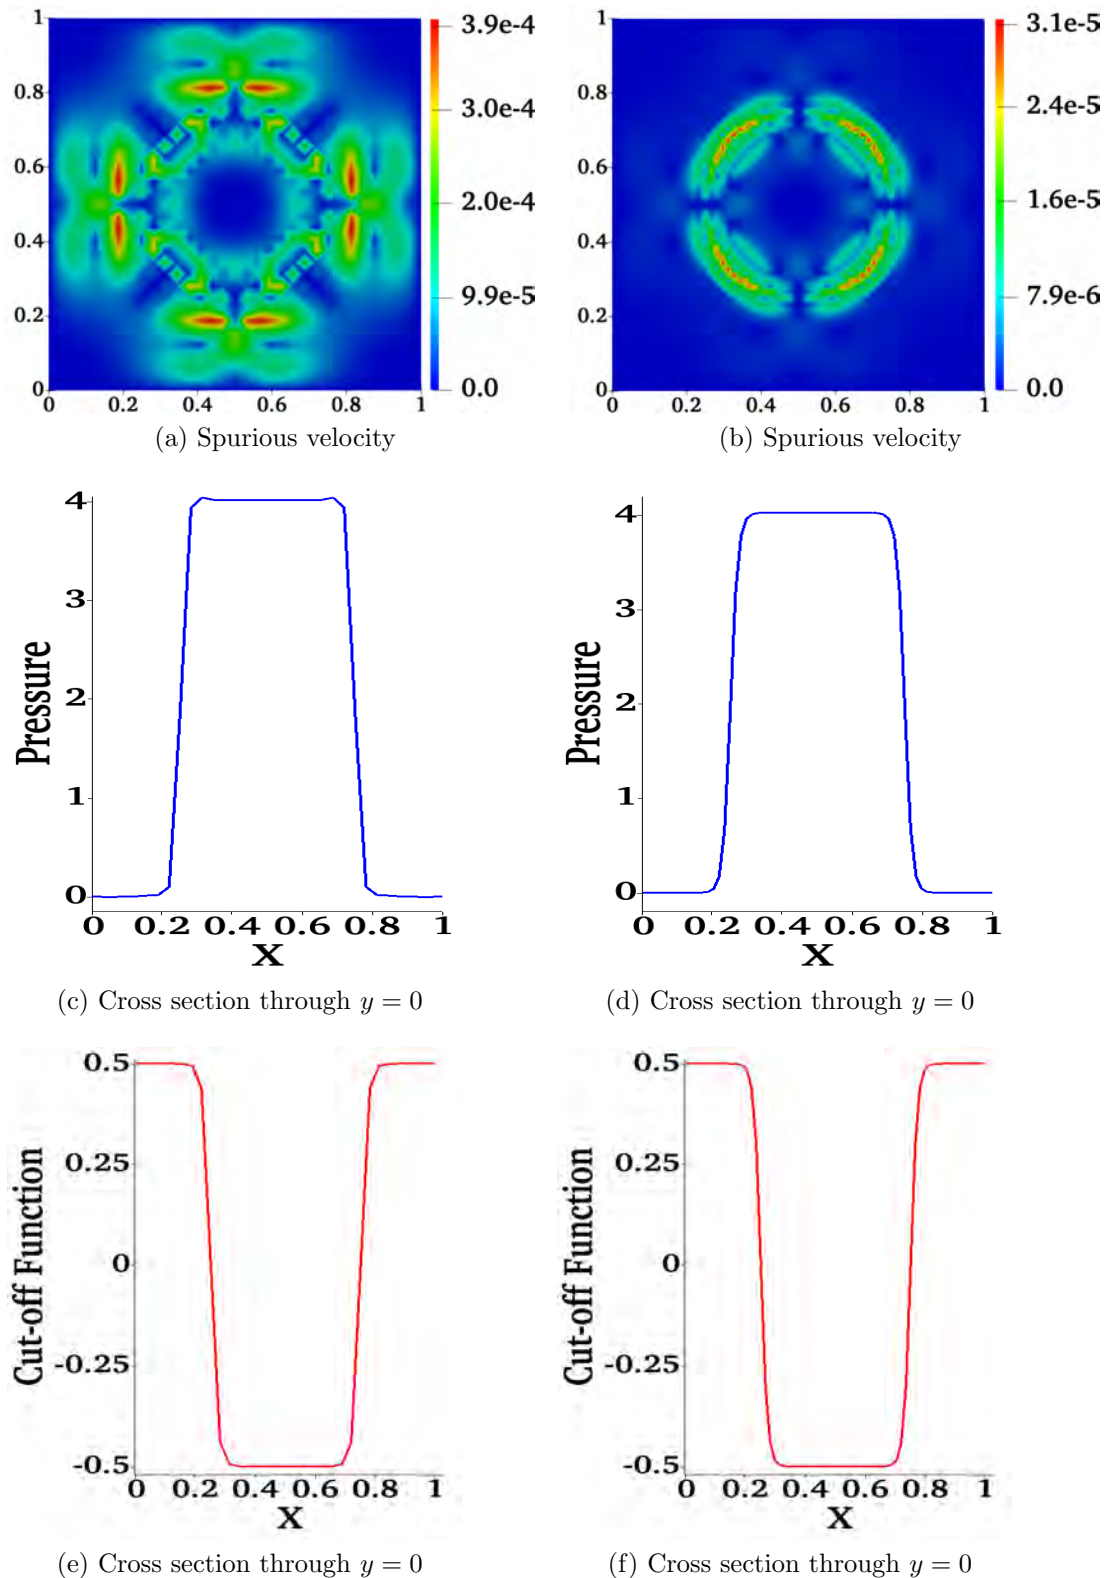 1
0.8
0.6
0.4
0.2
0
0 0.2 0.4 0.6 0.8 1
3.9e-4
3.0e-4
2.0e-4
9.9e-5
0.0
(a) Spurious velocity
1
0.8
0.6
0.4
0.2
0
0 0.2 0.4 0.6 0.8 1
3.1e-5
2.4e-5
1.6e-5
7.9e-6
0.0
(b) Spurious velocity
Pressure
4
3
2
1
0
0 0.2 0.4 0.6 0.8 1
X
(c) Cross section through y = 0
Pressure
4
3
2
1
0
0 0.2 0.4 0.6 0.8 1
X
(d) Cross section through y = 0
Cut-off Function
0.5
0.25
0
-0.25
-0.5
0 0.2 0.4 0.6 0.8 1
X
(e) Cross section through y = 0
Cut-off Function
0.5
0.25
0
-0.25
-0.5
0 0.2 0.4 0.6 0.8 1
X
(f) Cross section through y = 0